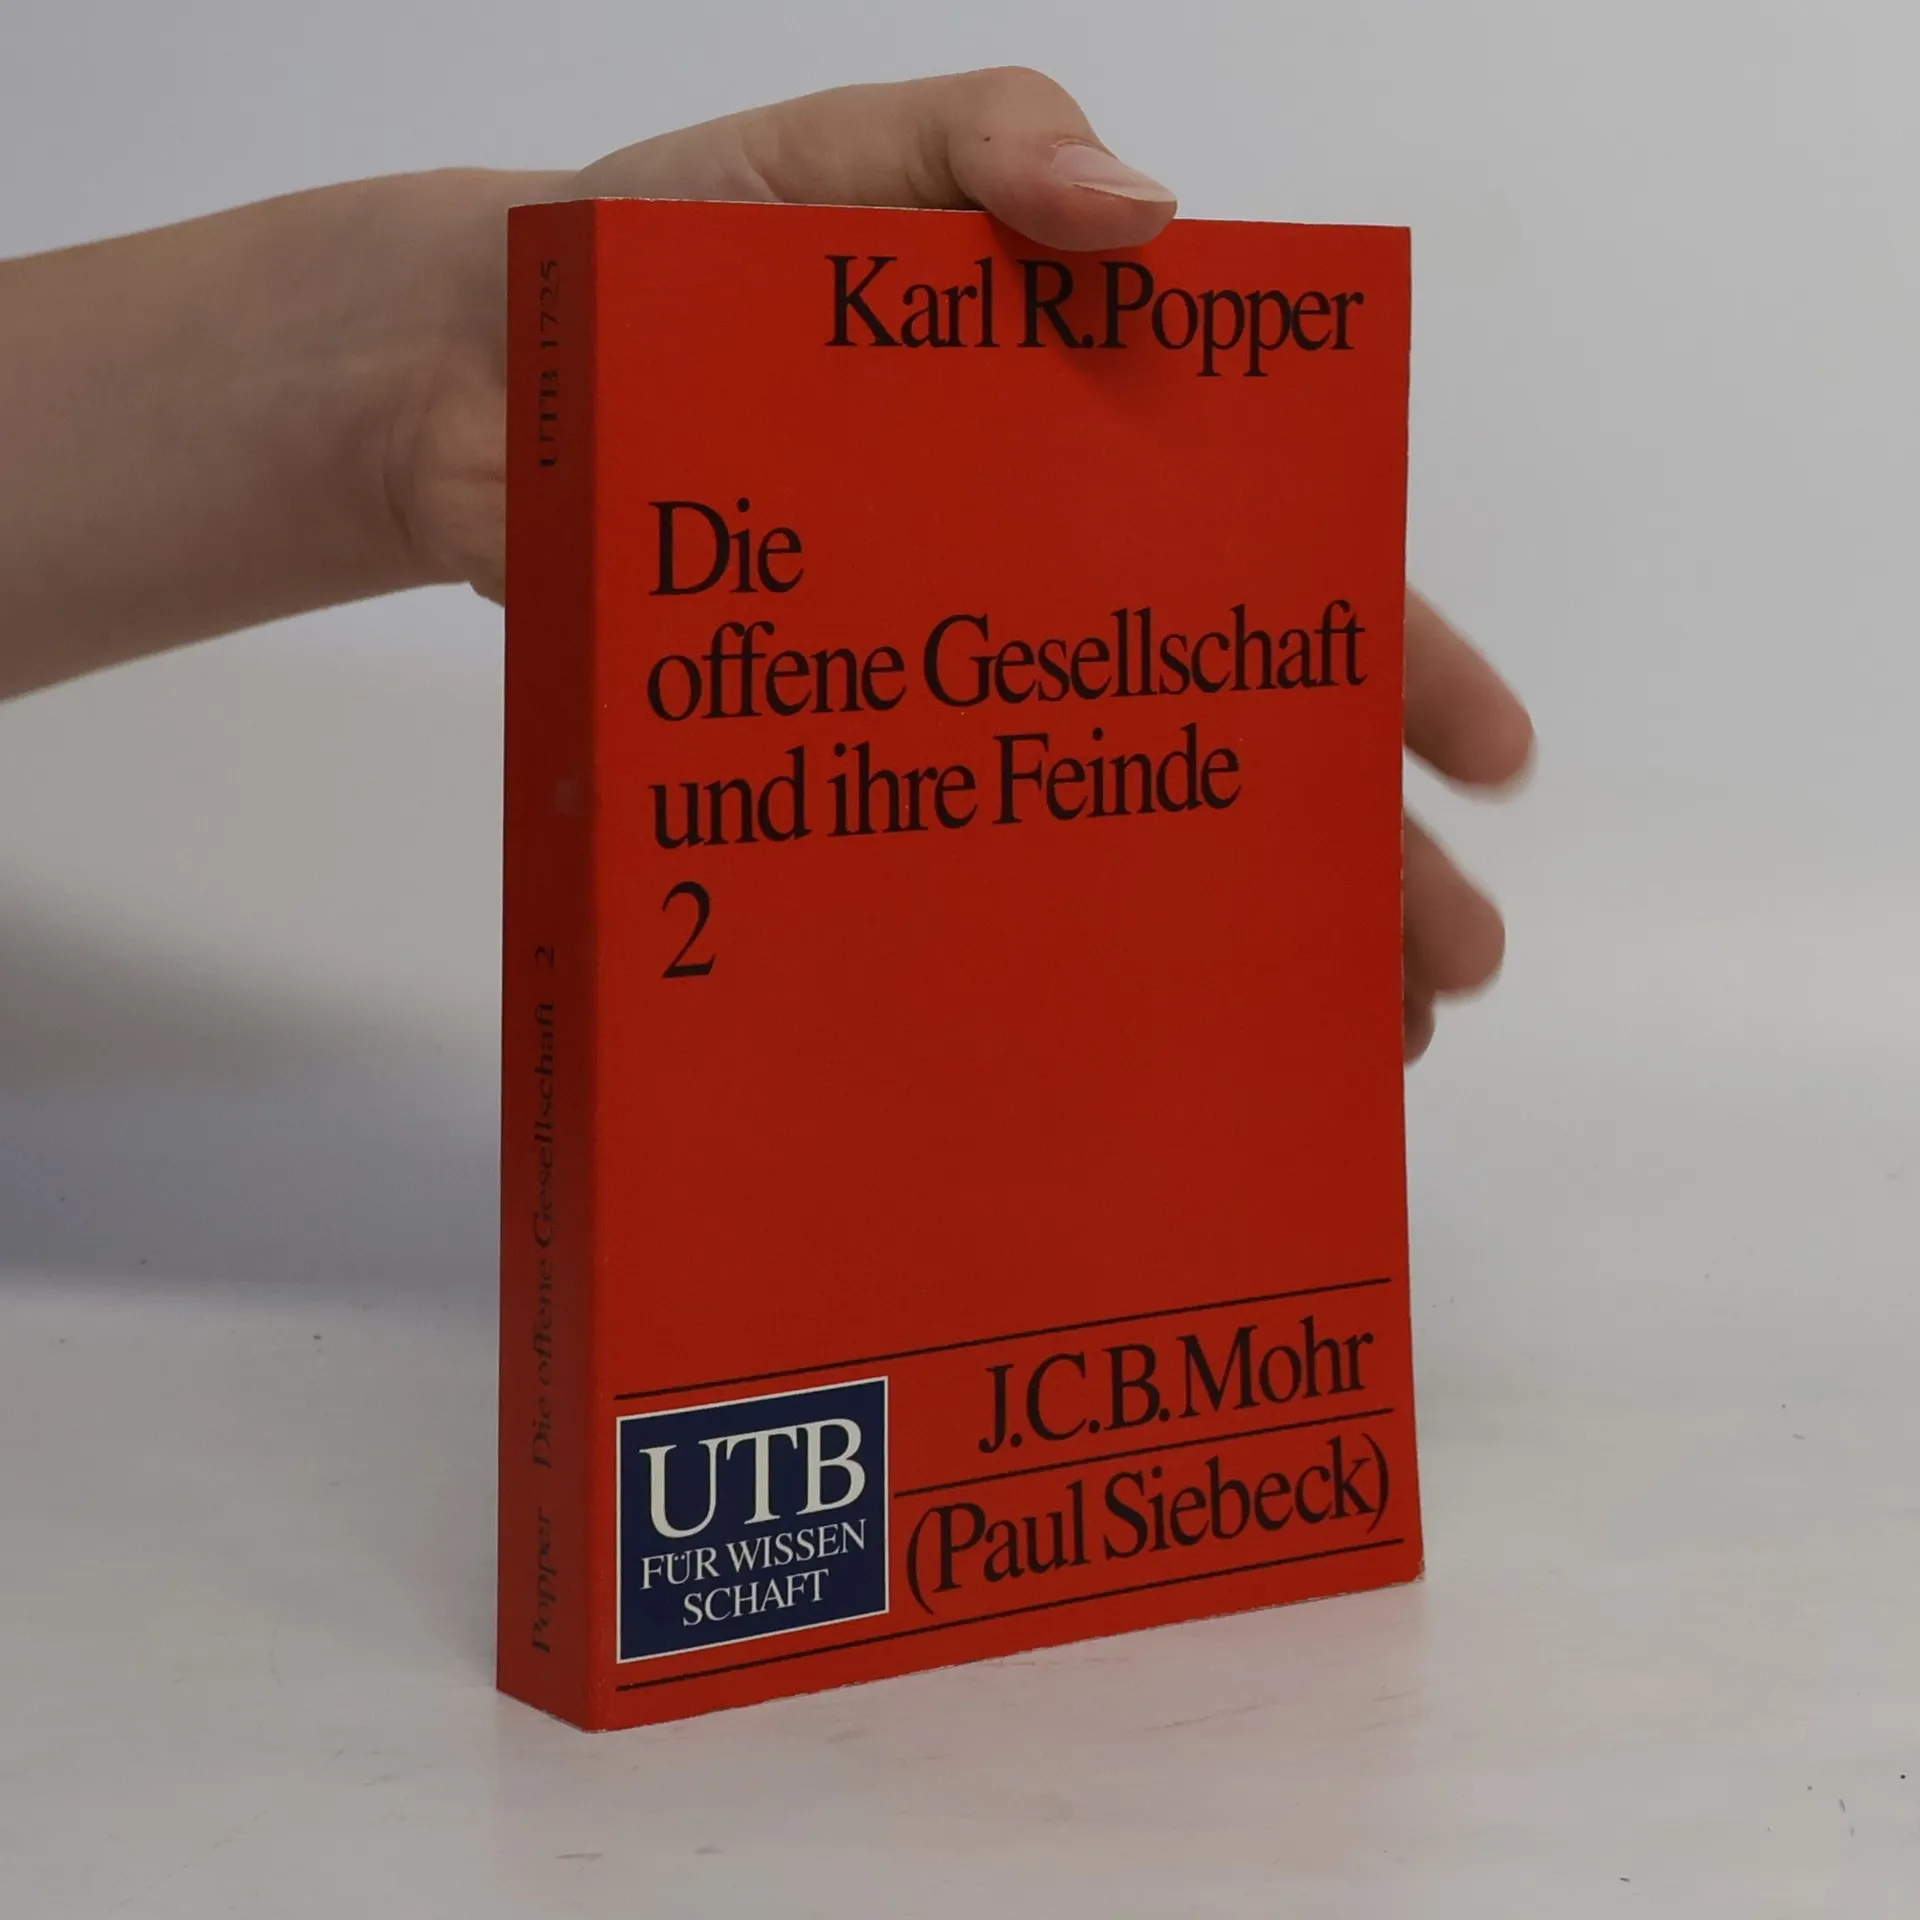 Karl R.Popper
Die
offene Gesellschaft
und ihre Feinde
2
J.C.B.Mohr
(Paul Siebeck)
UTB
FÜR WISSEN
SCHAFT
Popper Die offene Gesellschaft 2 UTB 1725